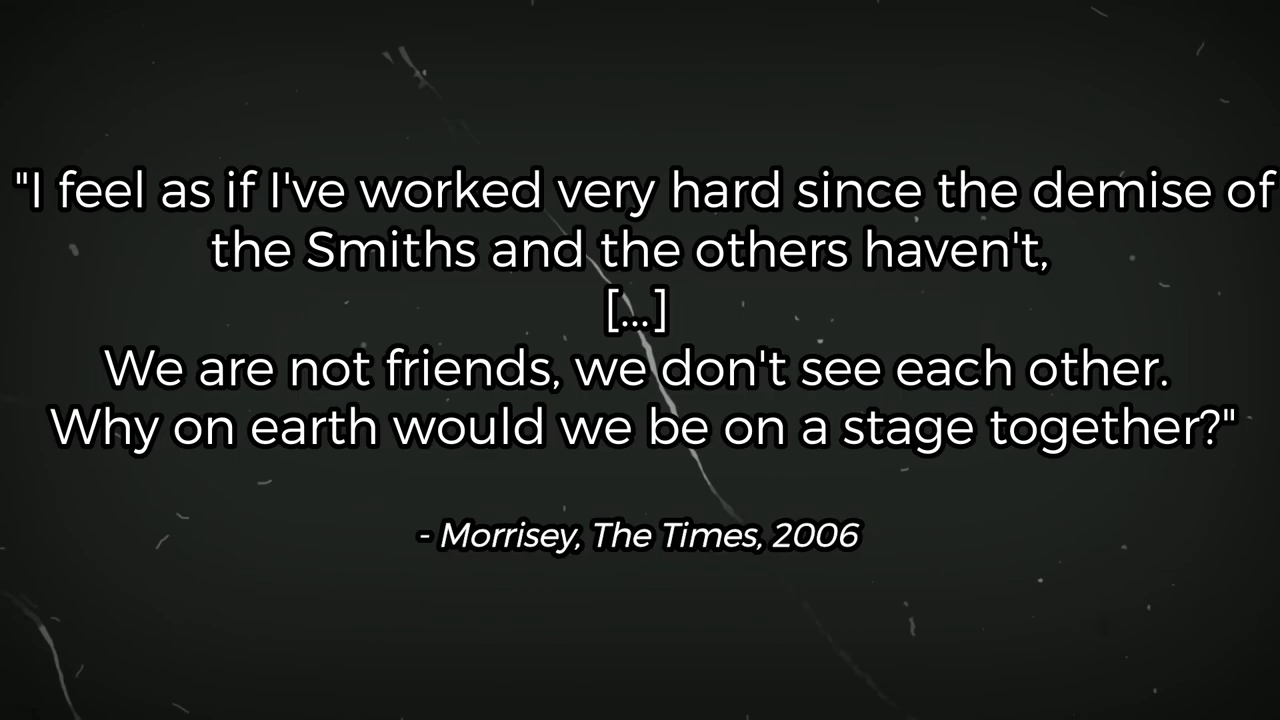 "I feel as if I've worked very hard since the demise of
the Smiths and the others haven't,
[...]
We are not friends, we don't see each other.
Why on earth would we be on a stage together?"
- Morrisey, The Times, 2006